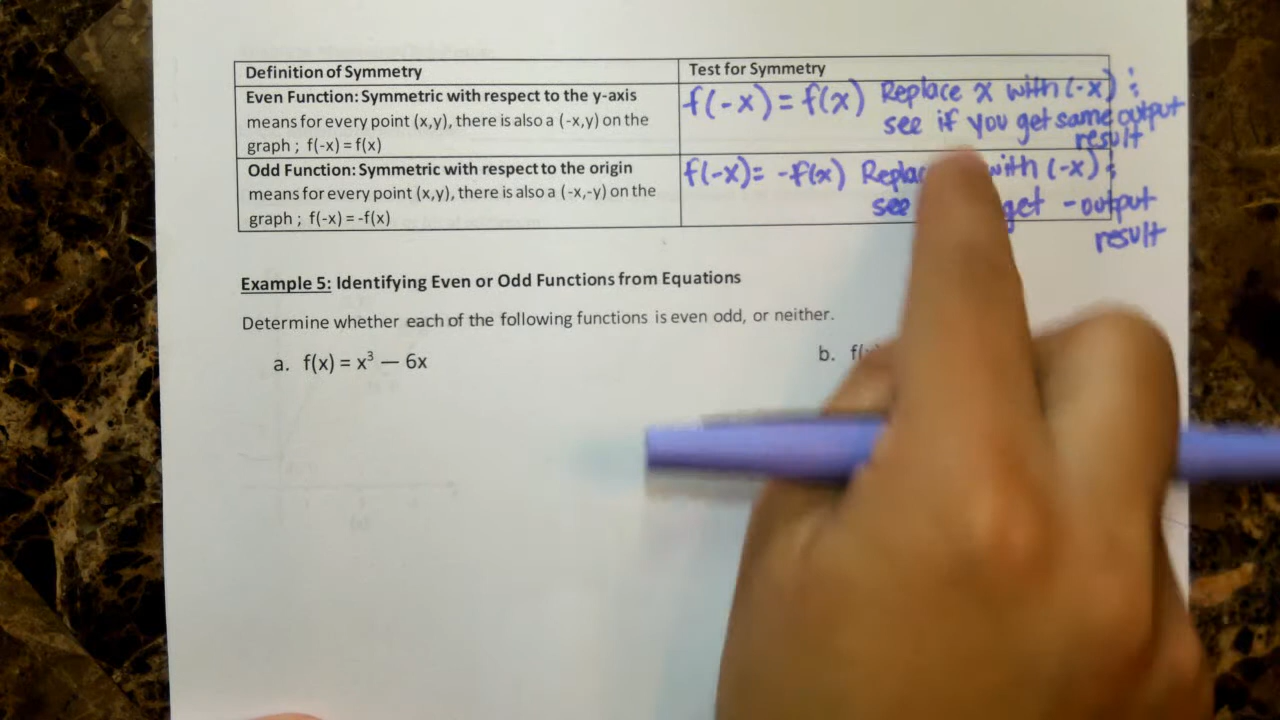 Definition of Symmetry
Test for Symmetry
Even Function: Symmetric with respect to the y-axis
means for every point (x,y), there is also a (-x,y) on the
graph ; f(-x) = f(x)
f(-x) = f(x) Replace x with (-x) ;
see if you get same output
result
Odd Function: Symmetric with respect to the origin
means for every point (x,y), there is also a (-x,-y) on the
graph ; f(-x) = -f(x)
f(-x) = -f(x) with (-x) ;
see get -output
result
Example 5: Identifying Even or Odd Functions from Equations
Determine whether each of the following functions is even odd, or neither.
a. f(x) = x³ — 6x
b.